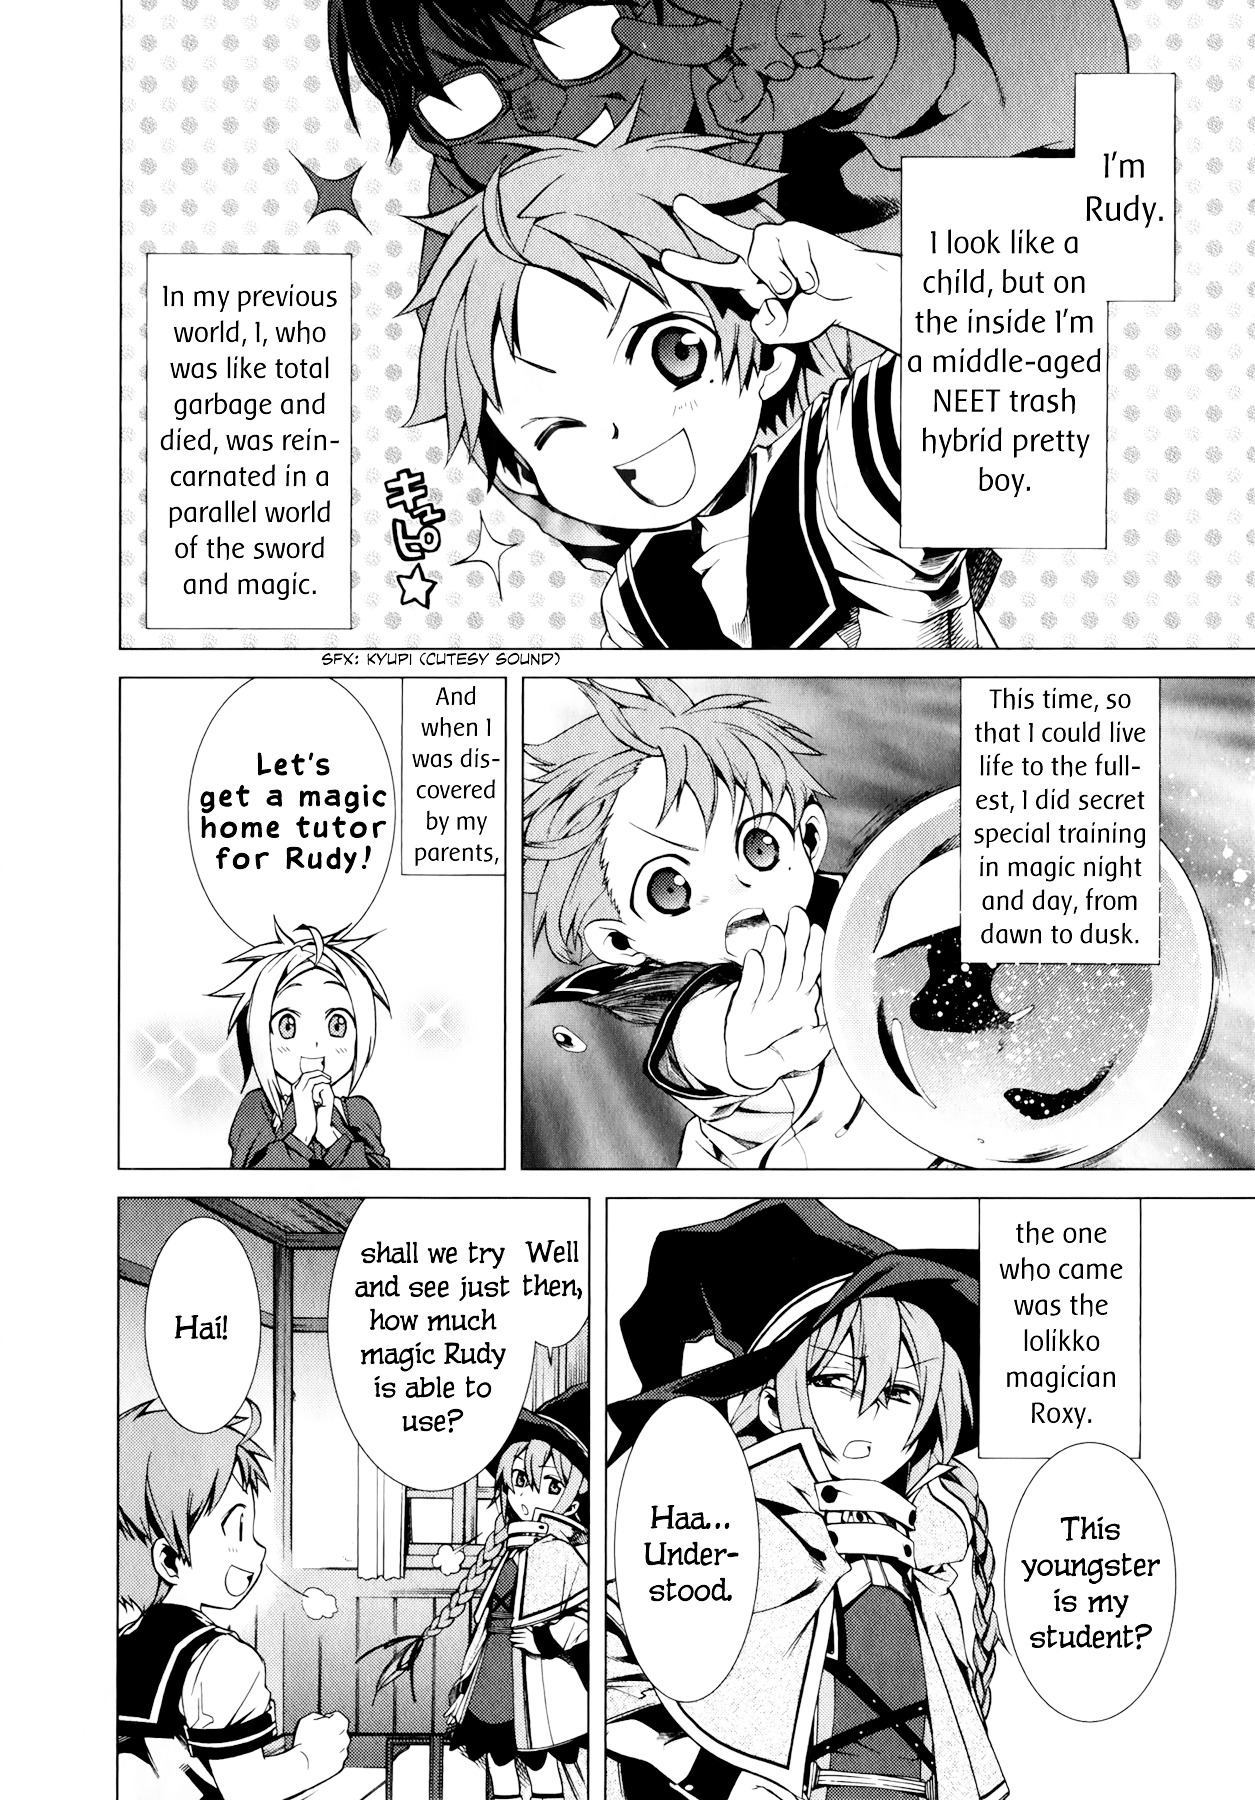 I'm
Rudy.
I look like a
child, but on
the inside I'm
a middle-aged
NEET trash
hybrid pretty
boy.
In my previous
world, I, who
was like total
garbage and
died, was rein-
carnated in a
parallel world
of the sword
and magic.
キュピ☆
SFX: KYUPI (CUTESY SOUND)
This time, so
that I could live
life to the full-
est, I did secret
special training
in magic night
and day, from
dawn to dusk.
And
when I
was dis-
covered
by my
parents,
Let's
get a magic
home tutor
for Rudy!
the one
who came
was the
lolikko
magician
Roxy.
This
youngster
is my
student?
Haa...
Under-
stood.
Well
then,
shall we try
and see just
how much
magic Rudy
is able to
use?
Hai!